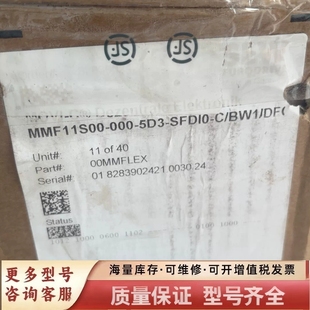 SJ
SJ
MMF11S00-000-5D3-SFDI0-C/BW1/DF
Unit#: 11 of 40
Part#: 00MMFLEX
Serial#: 01 8283902421 0030 24
Status
更多型号
咨询客服
海量库存·可维修·可开增值税发票
质量保证 型号齐全